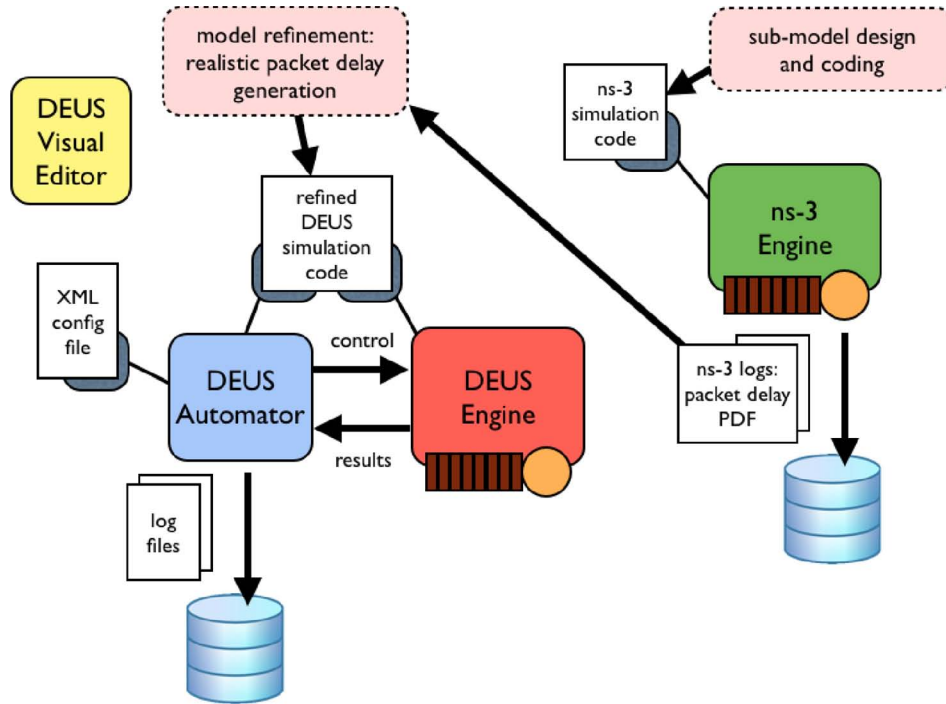 model refinement:
realistic packet delay
generation
sub-model design
and coding
DEUS
Visual
Editor
ns-3
simulation
code
refined
DEUS
simulation
code
ns-3
Engine
XML
config
file
control
DEUS
Automator
DEUS
Engine
results
ns-3 logs:
packet delay
PDF
log
files